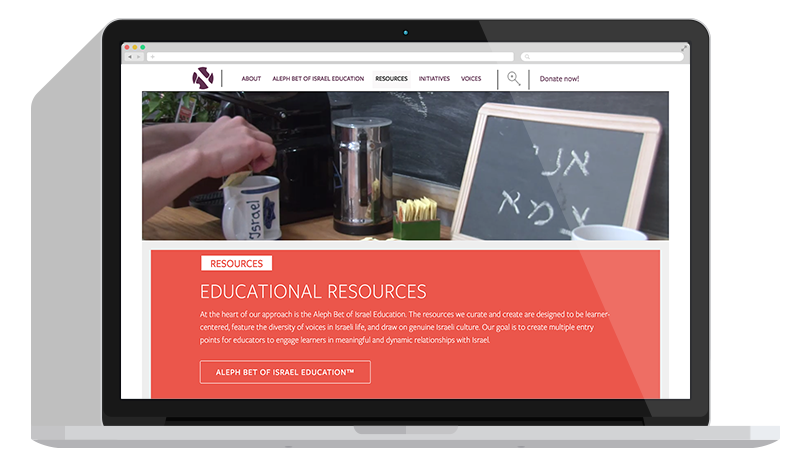 ABOUT
ALEPH BET OF ISRAEL EDUCATION
RESOURCES
INITIATIVES
VOICES
Donate now!
Israel
אני
צמא
RESOURCES
EDUCATIONAL RESOURCES
At the heart of our approach is the Aleph Bet of Israel Education. The resources we curate and create are designed to be learner-
centered, feature the diversity of voices in Israeli life, and draw on genuine Israeli culture. Our goal is to create multiple entry
points for educators to engage learners in meaningful and dynamic relationships with Israel.
ALEPH BET OF ISRAEL EDUCATION™